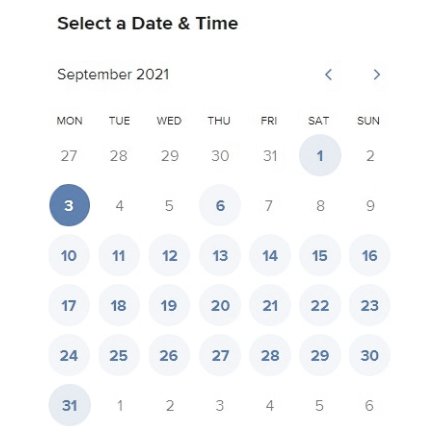 Select a Date & Time
September 2021
MON TUE WED THU FRI SAT SUN
27 28 29 30 31 1 2
3 4 5 6 7 8 9
10 11 12 13 14 15 16
17 18 19 20 21 22 23
24 25 26 27 28 29 30
31 1 2 3 4 5 6